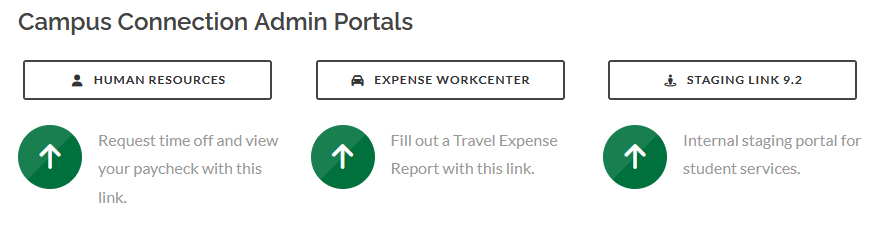 Campus Connection Admin Portals
HUMAN RESOURCES
EXPENSE WORKCENTER
STAGING LINK 9.2
Request time off and view
your paycheck with this
link.
Fill out a Travel Expense
Report with this link.
Internal staging portal for
student services.